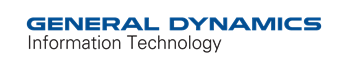 GENERAL DYNAMICS
Information Technology